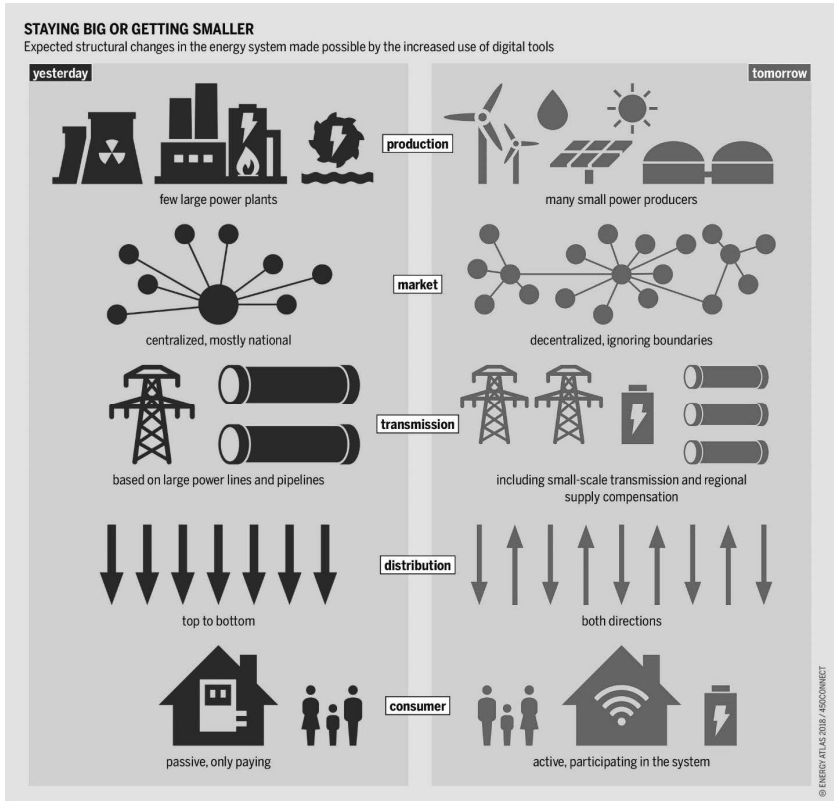 STAYING BIG OR GETTING SMALLER
Expected structural changes in the energy system made possible by the increased use of digital tools
yesterday
tomorrow
production
few large power plants
many small power producers
market
centralized, mostly national
decentralized, ignoring boundaries
transmission
based on large power lines and pipelines
including small-scale transmission and regional
supply compensation
distribution
top to bottom
both directions
consumer
passive, only paying
active, participating in the system
© ENERGY ATLAS 2018 / 450CONNECT